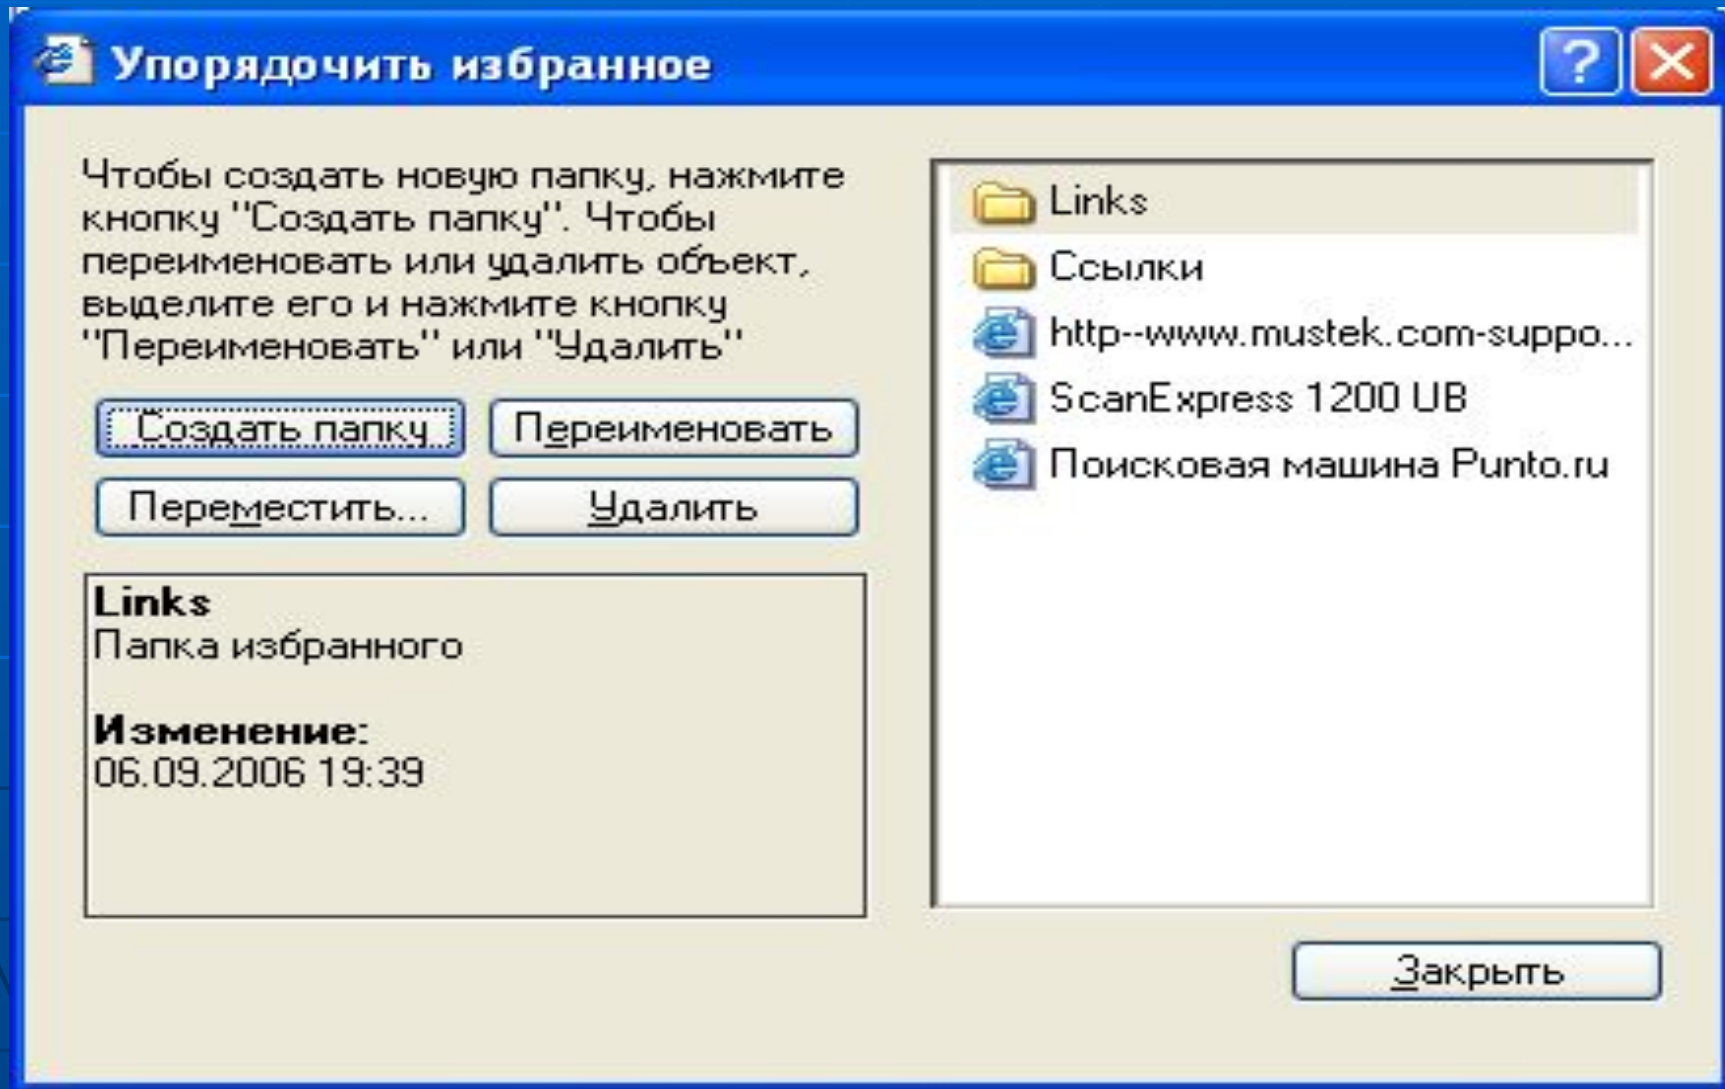 Упорядочить избранное
Чтобы создать новую папку, нажмите
кнопку "Создать папку". Чтобы
переименовать или удалить объект,
выделите его и нажмите кнопку
"Переименовать" или "Удалить"
Создать папку
Переименовать
Переместить...
Удалить
Links
Папка избранного
Изменение:
06.09.2006 19:39
Links
Ссылки
http--www.mustek.com-suppo...
ScanExpress 1200 UB
Поисковая машина Punto.ru
Закрыть